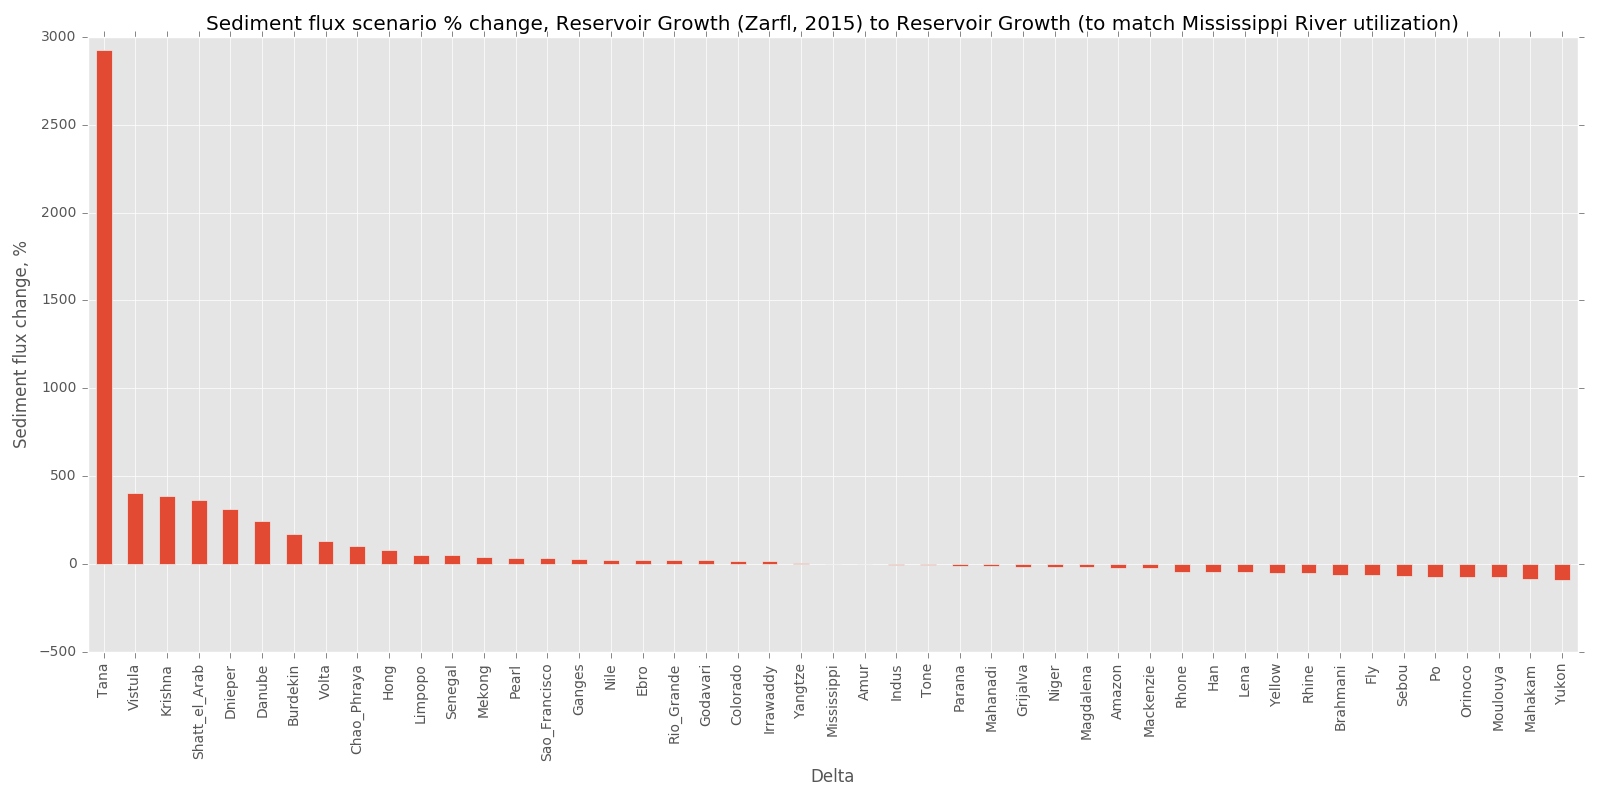 Sediment flux scenario % change, Reservoir Growth (Zarfl, 2015) to Reservoir Growth (to match Mississippi River utilization)
3000
2500
2000
1500
1000
500
0
−500
Sediment flux change, %
Tana
Vistula
Krishna
Shatt_el_Arab
Dnieper
Danube
Burdekin
Volta
Chao_Phraya
Hong
Limpopo
Senegal
Mekong
Pearl
Sao_Francisco
Ganges
Nile
Ebro
Rio_Grande
Godavari
Colorado
Irrawaddy
Yangtze
Mississippi
Amur
Indus
Tone
Parana
Mahanadi
Grijalva
Niger
Magdalena
Amazon
Mackenzie
Rhone
Han
Lena
Yellow
Rhine
Brahmani
Fly
Sebou
Po
Orinoco
Moulouya
Mahakam
Yukon
Delta